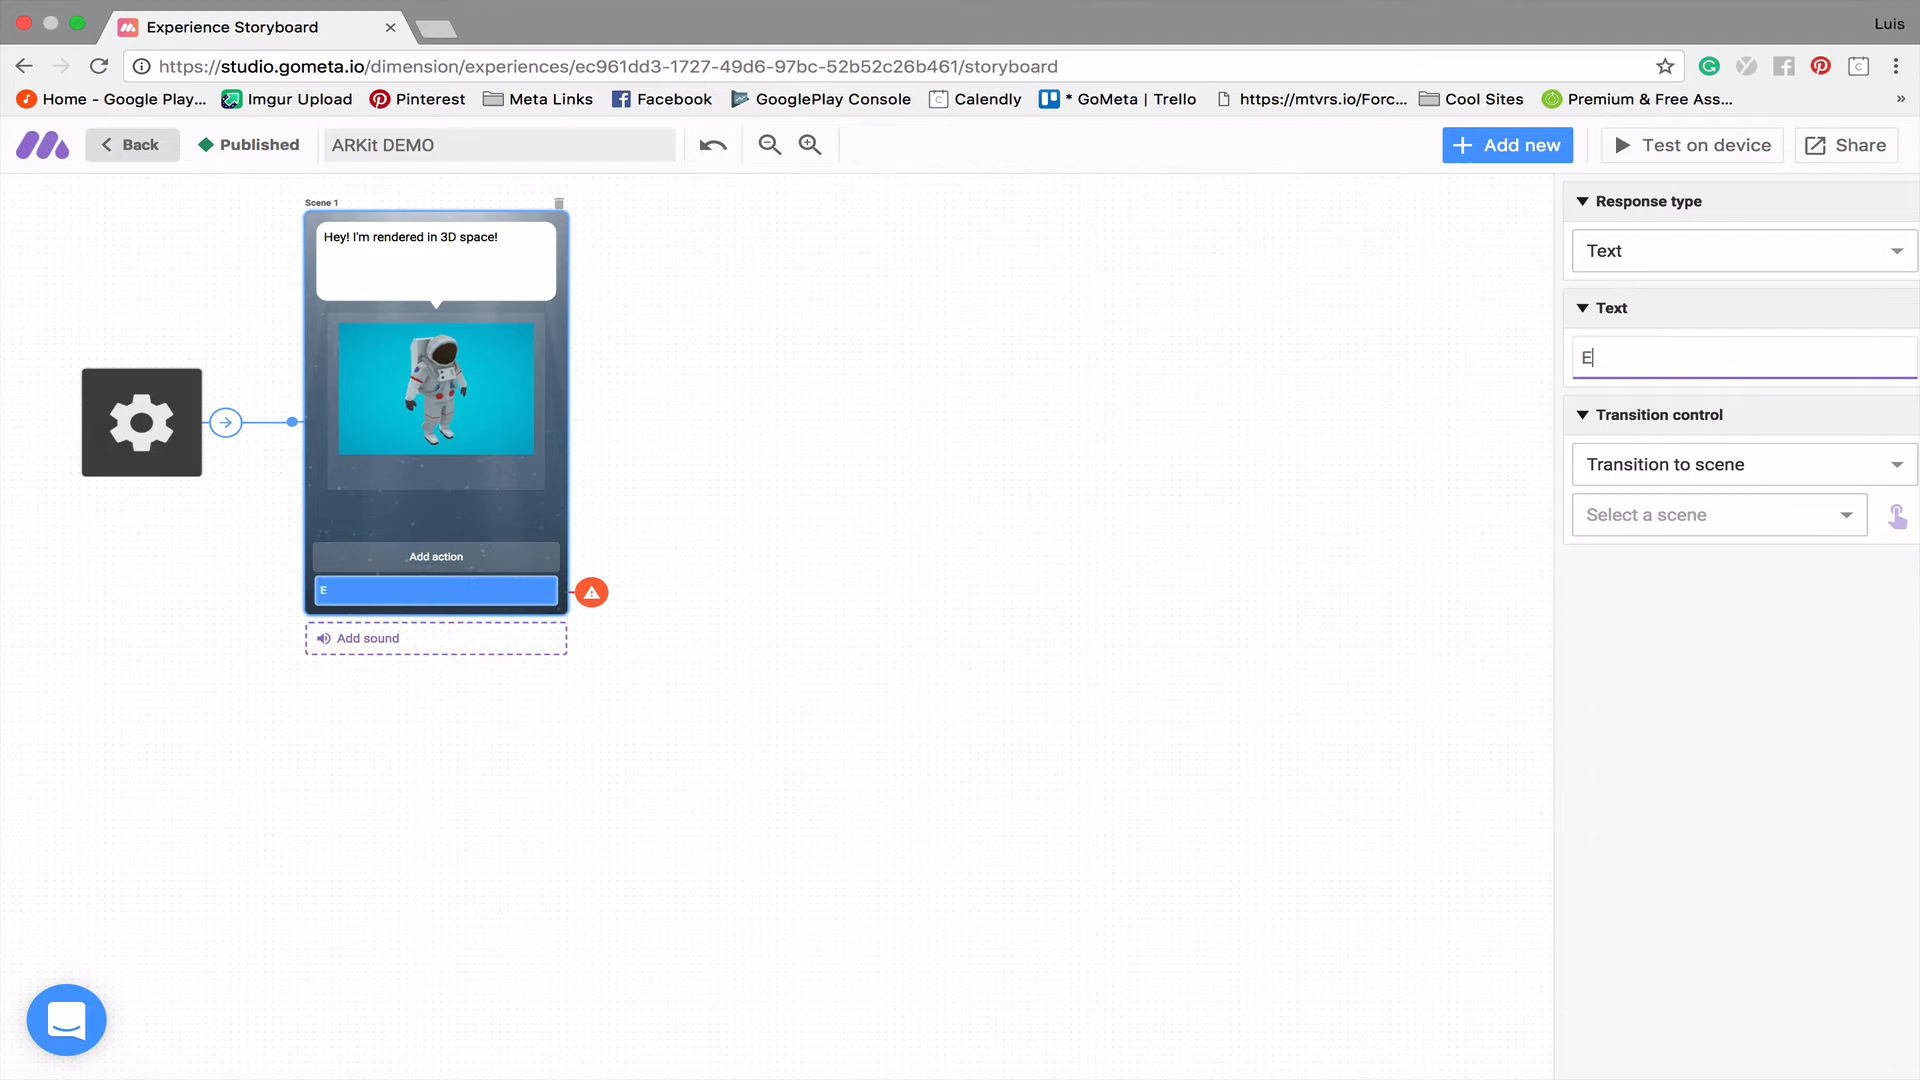 Experience Storyboard
Luis
https://studio.gometa.io/dimension/experiences/ec961dd3-1727-49d6-97bc-52b52c26b461/storyboard
Home - Google Play... Imgur Upload Pinterest Meta Links Facebook GooglePlay Console Calendly * GoMeta | Trello https://mtvrs.io/Forc... Cool Sites Premium & Free Ass... »
Back Published ARKit DEMO Add new Test on device Share
Scene 1
Hey! I'm rendered in 3D space!
Add action
E
Add sound
Response type
Text
Text
E
Transition control
Transition to scene
Select a scene